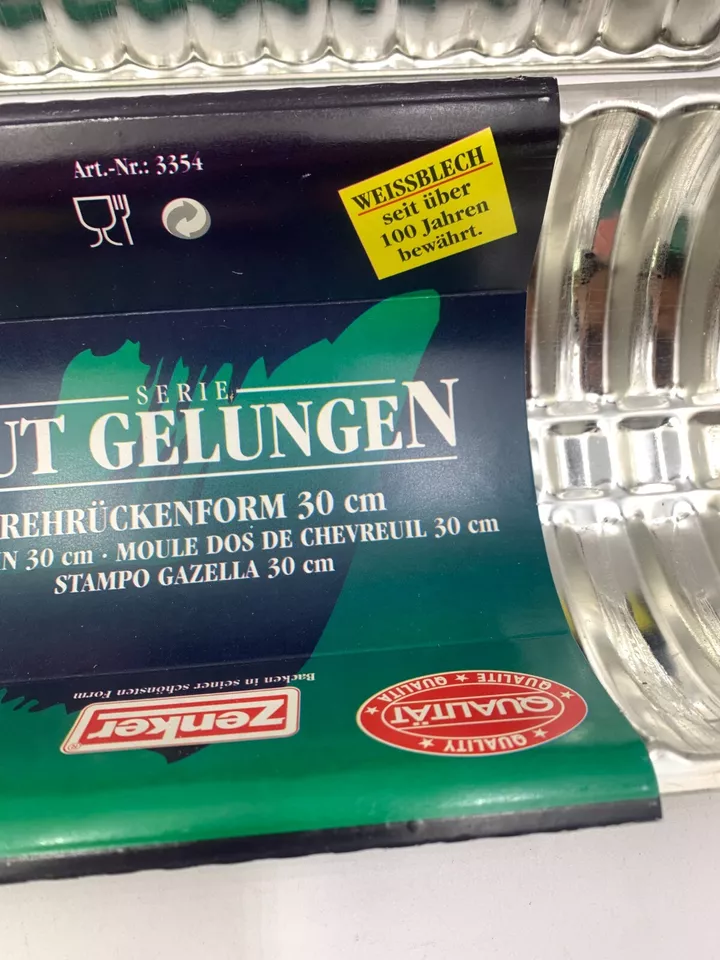 Art.-Nr.: 3354
WEISSBLECH
seit über
100 Jahren
bewährt.
SERIE
UT GELUNGEN
REHRÜCKENFORM 30 cm
N 30 cm · MOULE DOS DE CHEVREUIL 30 cm
STAMPO GAZELLA 30 cm
Backen in seiner schönsten Form
Zenker®
QUALITÄT
QUALITY ★ QUALITA ★ QUALITE ★